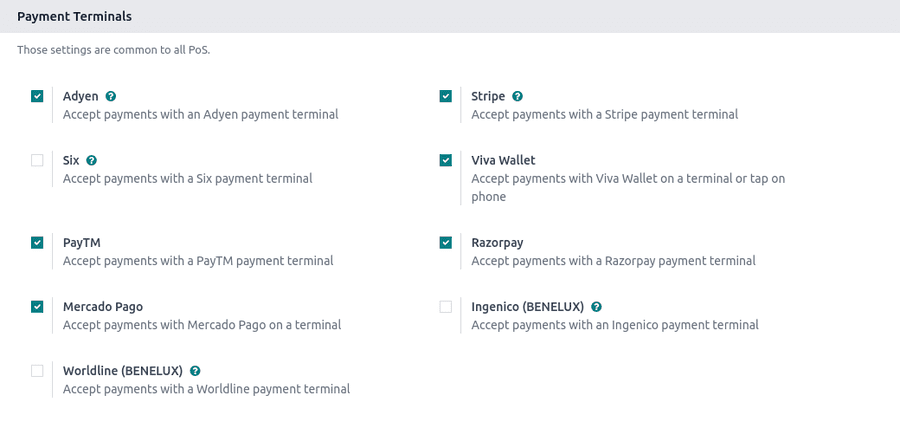 Payment Terminals
Those settings are common to all PoS.
Adyen ?
Accept payments with an Adyen payment terminal
Stripe ?
Accept payments with a Stripe payment terminal
Six ?
Accept payments with a Six payment terminal
Viva Wallet
Accept payments with Viva Wallet on a terminal or tap on
phone
PayTM
Accept payments with a PayTM payment terminal
Razorpay
Accept payments with a Razorpay payment terminal
Mercado Pago
Accept payments with Mercado Pago on a terminal
Ingenico (BENELUX) ?
Accept payments with an Ingenico payment terminal
Worldline (BENELUX) ?
Accept payments with a Worldline payment terminal